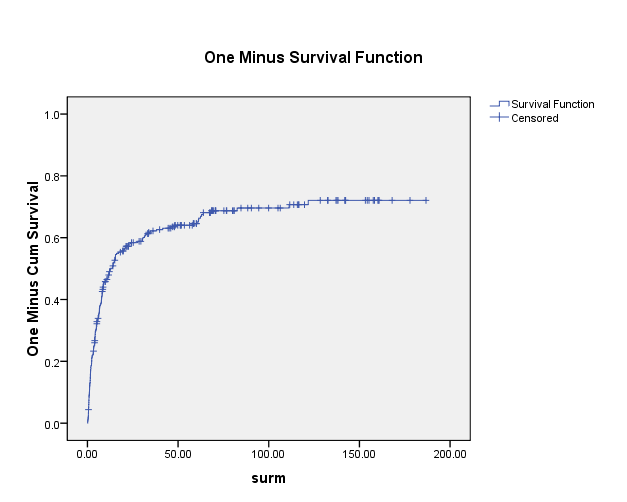 One Minus Survival Function
Survival Function
Censored
One Minus Cum Survival
1.0
0.8
0.6
0.4
0.2
0.0
0.00 50.00 100.00 150.00 200.00
surm